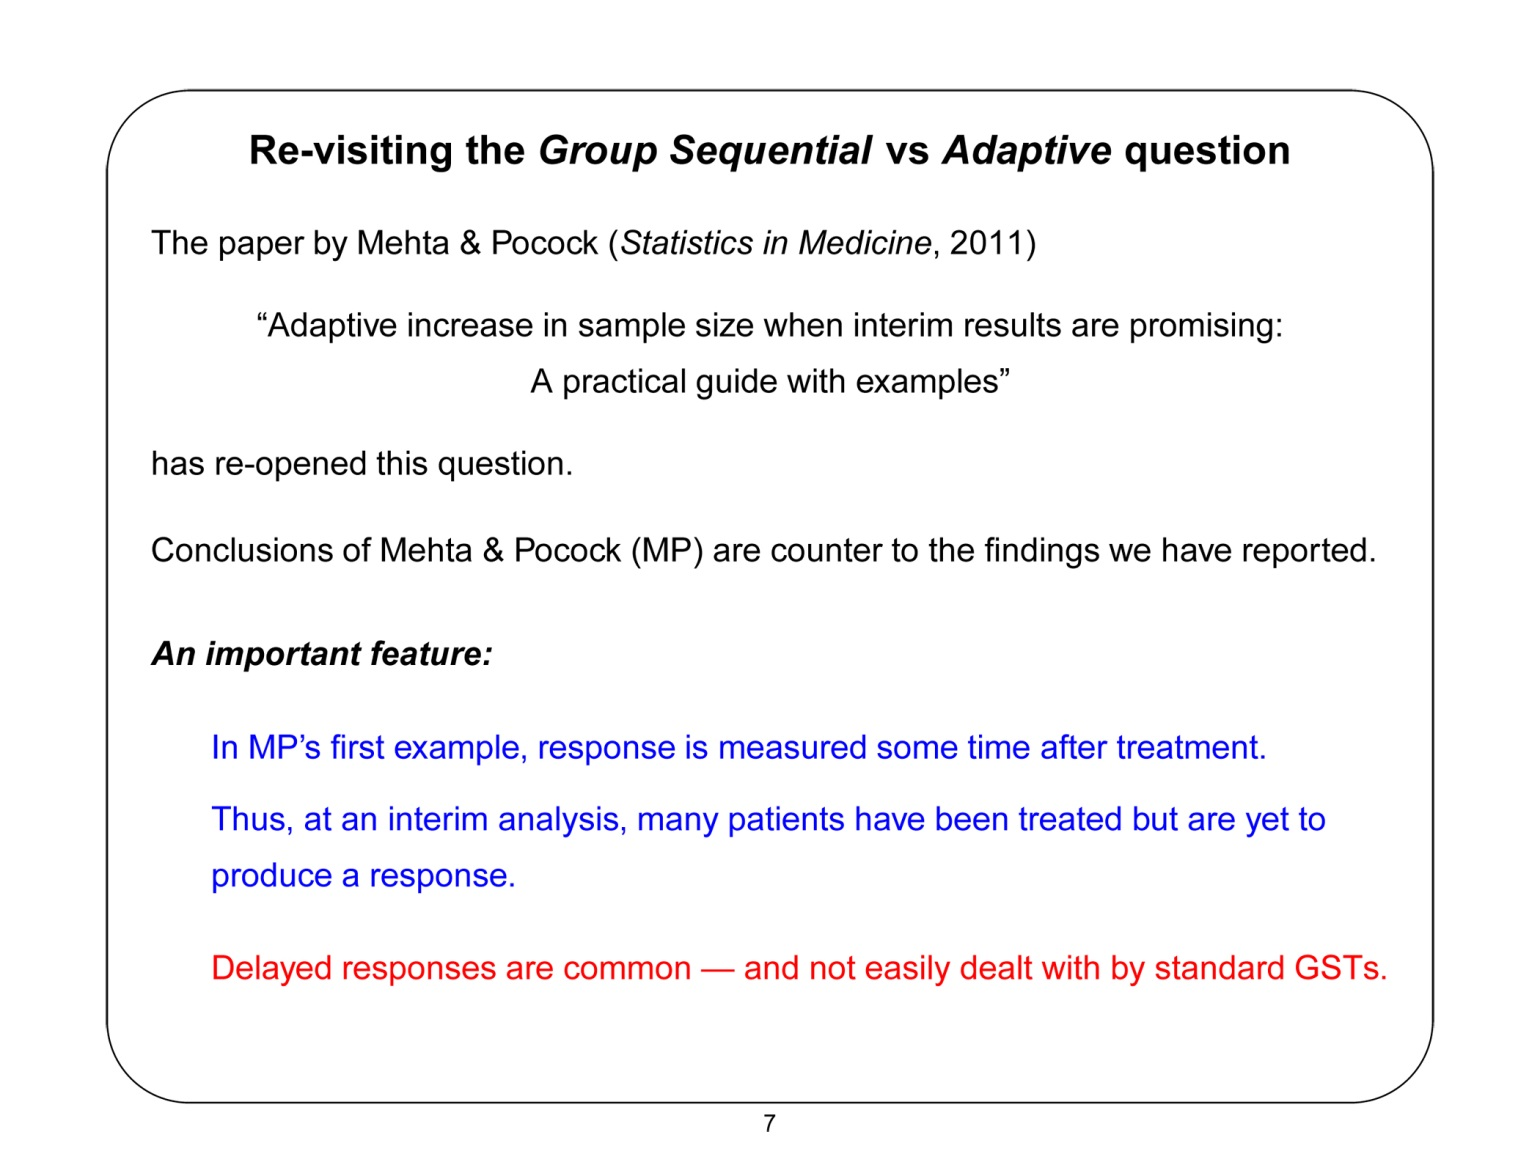 Re-visiting the Group Sequential vs Adaptive question
The paper by Mehta & Pocock (Statistics in Medicine, 2011)
“Adaptive increase in sample size when interim results are promising:
A practical guide with examples”
has re-opened this question.
Conclusions of Mehta & Pocock (MP) are counter to the findings we have reported.
An important feature:
In MP’s first example, response is measured some time after treatment.
Thus, at an interim analysis, many patients have been treated but are yet to
produce a response.
Delayed responses are common — and not easily dealt with by standard GSTs.
7